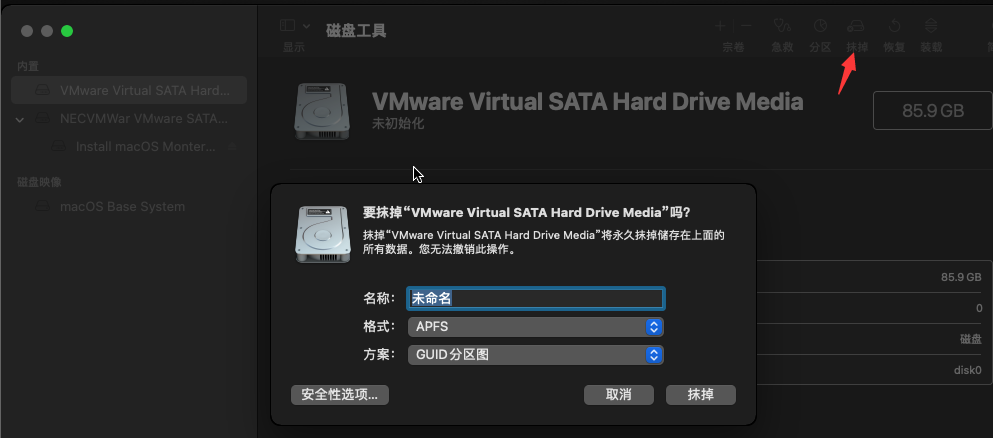 磁盘工具
显示
宗卷
急救
分区
抹掉
恢复
装载
内置
VMware Virtual SATA Hard...
NECVMWar VMware SATA...
Install macOS Monter...
磁盘映像
macOS Base System
VMware Virtual SATA Hard Drive Media
未初始化
85.9 GB
要抹掉“VMware Virtual SATA Hard Drive Media”吗?
抹掉“VMware Virtual SATA Hard Drive Media”将永久抹掉储存在上面的
所有数据。您无法撤销此操作。
名称: 未命名
格式: APFS
方案: GUID分区图
安全性选项... 取消 抹掉
85.9 GB
0
磁盘
disk0